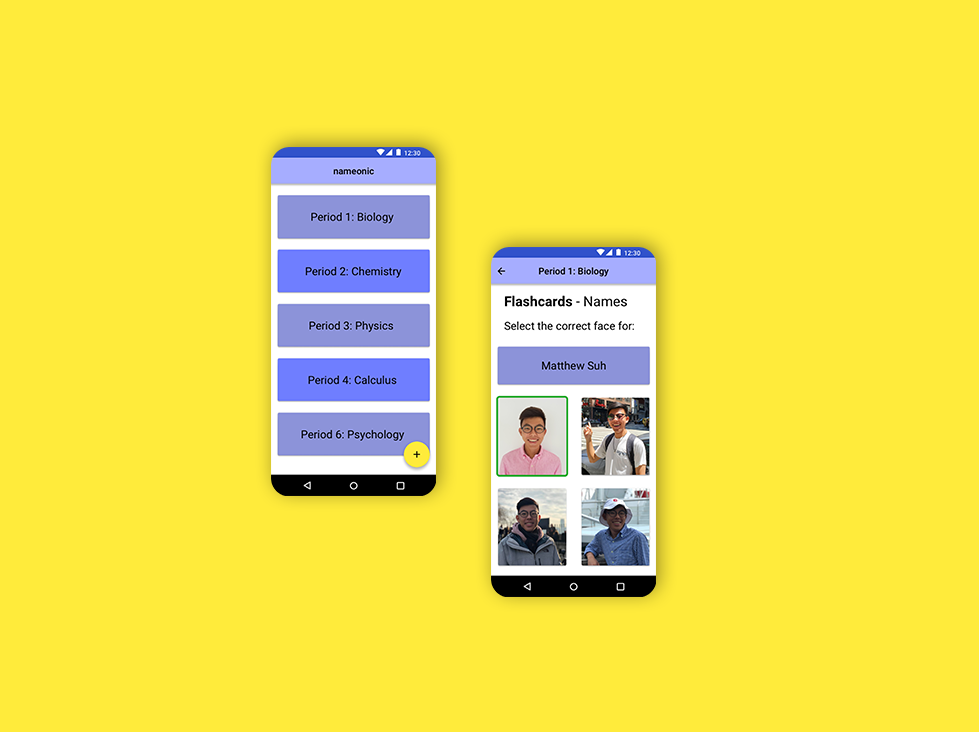 12:30
nameonic
Period 1: Biology
Period 2: Chemistry
Period 3: Physics
Period 4: Calculus
Period 6: Psychology
+
12:30
Period 1: Biology
Flashcards - Names
Select the correct face for:
Matthew Suh